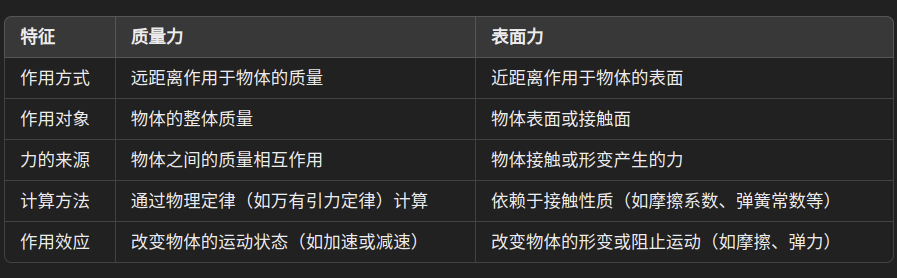 特征 质量力 表面力
作用方式 远距离作用于物体的质量 近距离作用于物体的表面
作用对象 物体的整体质量 物体表面或接触面
力的来源 物体之间的质量相互作用 物体接触或形变产生的力
计算方法 通过物理定律（如万有引力定律）计算 依赖于接触性质（如摩擦系数、弹簧常数等）
作用效应 改变物体的运动状态（如加速或减速） 改变物体的形变或阻止运动（如摩擦、弹力）